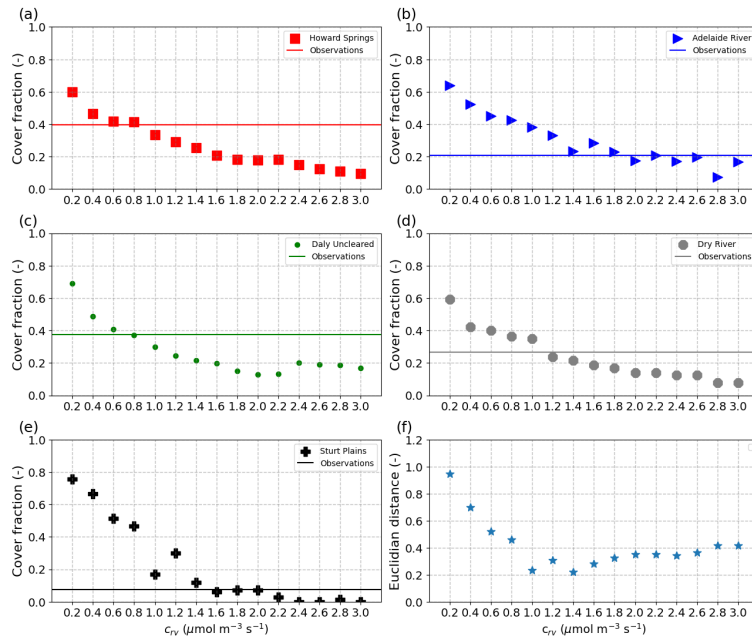 (a)
Cover fraction (-)
1.0
0.8
0.6
0.4
0.2
0.0
Howard Springs
Observations
0.2 0.4 0.6 0.8 1.0 1.2 1.4 1.6 1.8 2.0 2.2 2.4 2.6 2.8 3.0
(b)
Cover fraction (-)
1.0
0.8
0.6
0.4
0.2
0.0
Adelaide River
Observations
0.2 0.4 0.6 0.8 1.0 1.2 1.4 1.6 1.8 2.0 2.2 2.4 2.6 2.8 3.0
(c)
Cover fraction (-)
1.0
0.8
0.6
0.4
0.2
0.0
Daly Uncleared
Observations
0.2 0.4 0.6 0.8 1.0 1.2 1.4 1.6 1.8 2.0 2.2 2.4 2.6 2.8 3.0
(d)
Cover fraction (-)
1.0
0.8
0.6
0.4
0.2
0.0
Dry River
Observations
0.2 0.4 0.6 0.8 1.0 1.2 1.4 1.6 1.8 2.0 2.2 2.4 2.6 2.8 3.0
(e)
Cover fraction (-)
1.0
0.8
0.6
0.4
0.2
0.0
Sturt Plains
Observations
0.2 0.4 0.6 0.8 1.0 1.2 1.4 1.6 1.8 2.0 2.2 2.4 2.6 2.8 3.0
c_rv (μmol m⁻³ s⁻¹)
(f)
Euclidian distance (-)
1.2
1.0
0.8
0.6
0.4
0.2
0.0
0.2 0.4 0.6 0.8 1.0 1.2 1.4 1.6 1.8 2.0 2.2 2.4 2.6 2.8 3.0
c_rv (μmol m⁻³ s⁻¹)